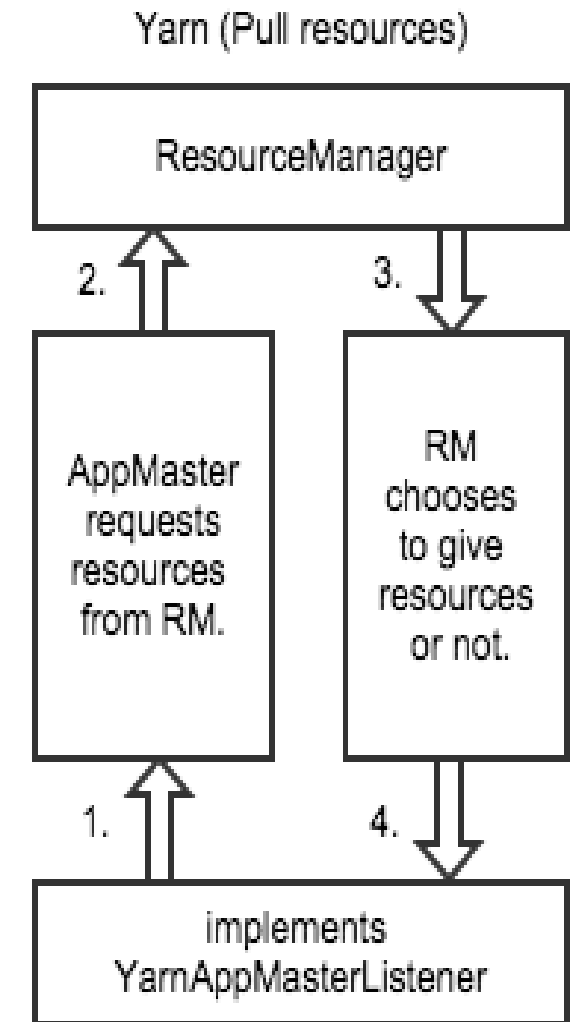 Yarn (Pull resources)
ResourceManager
2.
3.
AppMaster
requests
resources
from RM.
RM
chooses
to give
resources
or not.
1.
4.
implements
YarnAppMasterListener